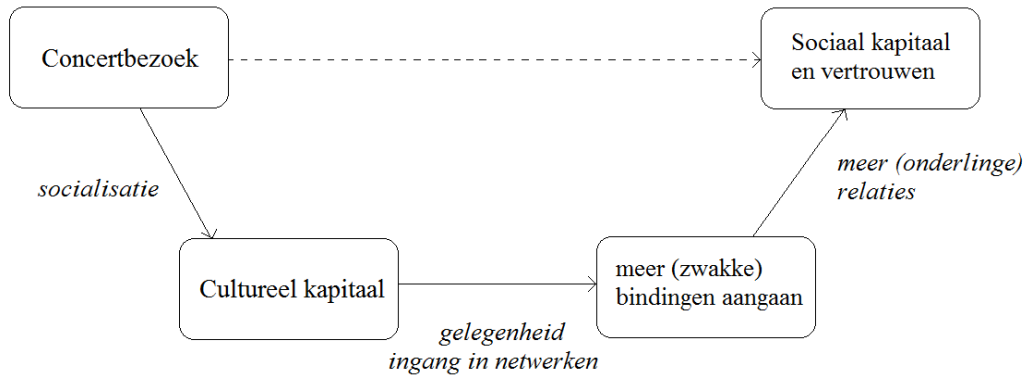 Concertbezoek
Sociaal kapitaal
en vertrouwen
socialisatie
meer (onderlinge)
relaties
Cultureel kapitaal
meer (zwakke)
bindingen aangaan
gelegenheid
ingang in netwerken